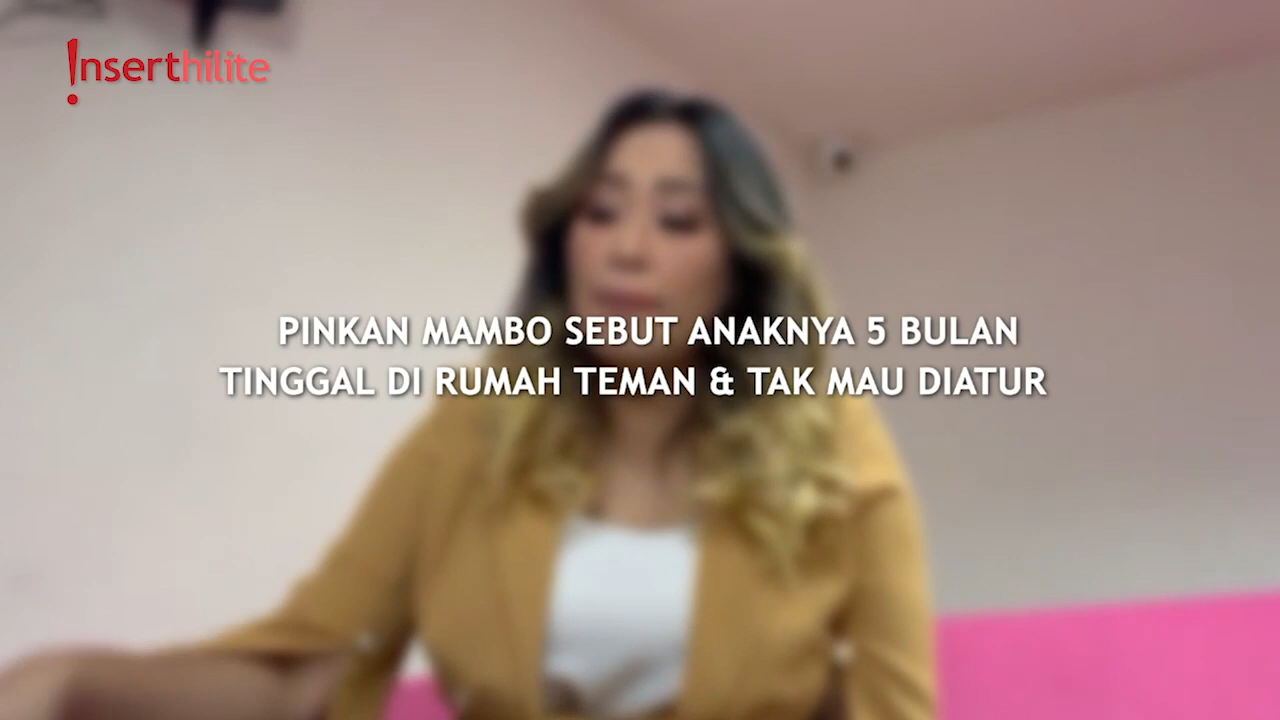 !nserthilite
PINKAN MAMBO SEBUT ANAKNYA 5 BULAN
TINGGAL DI RUMAH TEMAN & TAK MAU DIATUR